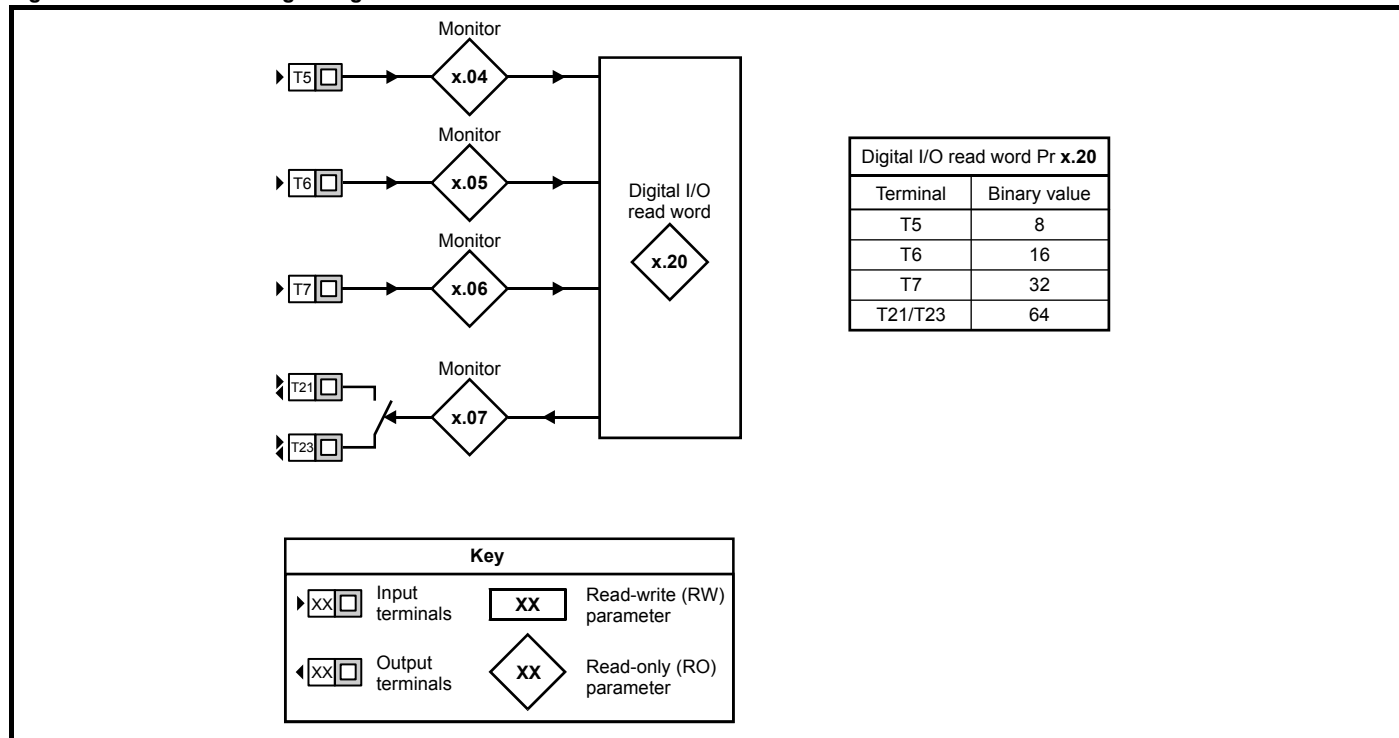 Monitor
T5
x.04
Monitor
T6
x.05
Monitor
T7
x.06
Monitor
T21
T23
x.07
Digital I/O
read word
x.20
Digital I/O read word Pr x.20
Terminal Binary value
T5 8
T6 16
T7 32
T21/T23 64
Key
XX Input
terminals
XX Read-write (RW)
parameter
XX Output
terminals
XX Read-only (RO)
parameter